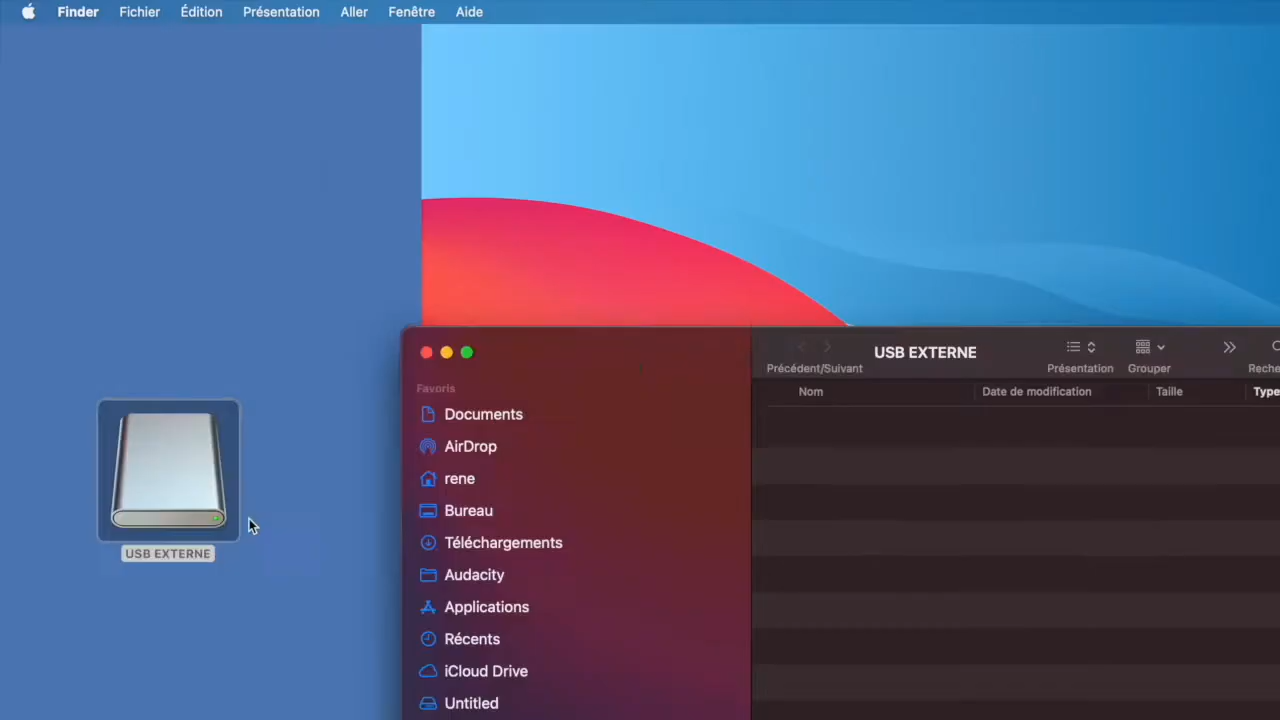 Finder Fichier Édition Présentation Aller Fenêtre Aide
USB EXTERNE
Précédent/Suivant
USB EXTERNE
Présentation
Grouper
Reche
Nom
Date de modification
Taille
Type
Favoris
Documents
AirDrop
rene
Bureau
Téléchargements
Audacity
Applications
Récents
iCloud Drive
Untitled